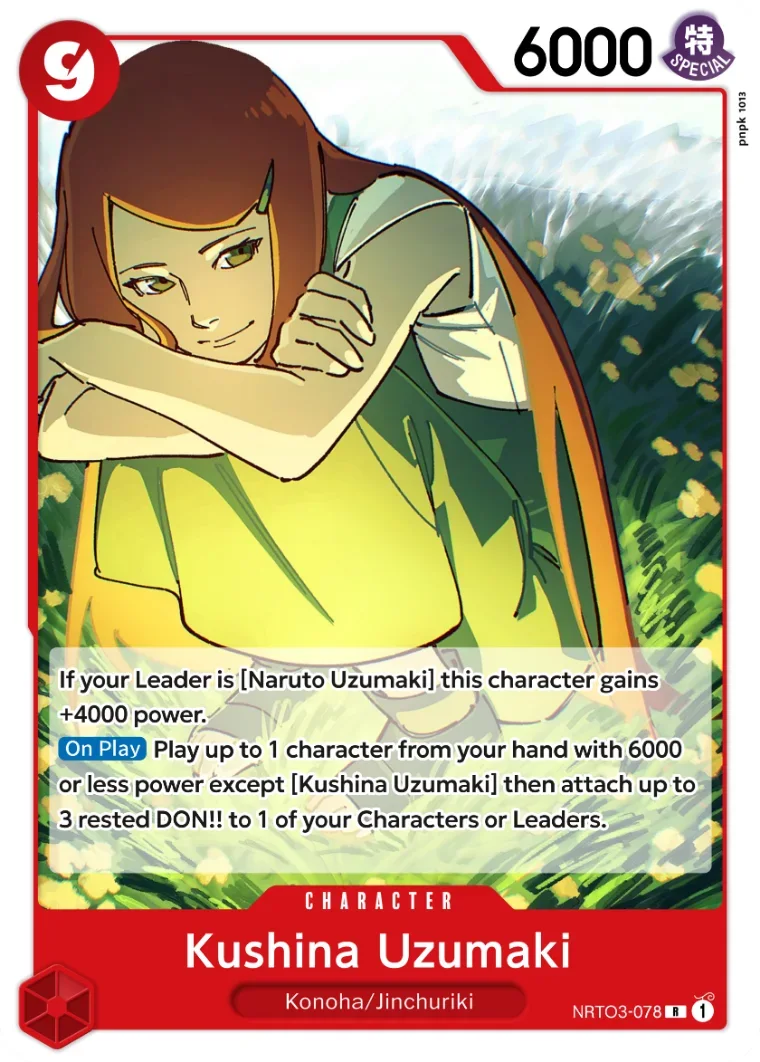 9
6000
特
SPECIAL
pnpk 1013
If your Leader is [Naruto Uzumaki] this character gains
+4000 power.
On Play Play up to 1 character from your hand with 6000
or less power except [Kushina Uzumaki] then attach up to
3 rested DON!! to 1 of your Characters or Leaders.
CHARACTER
Kushina Uzumaki
Konoha/Jinchuriki
NRTO3-078 R 1